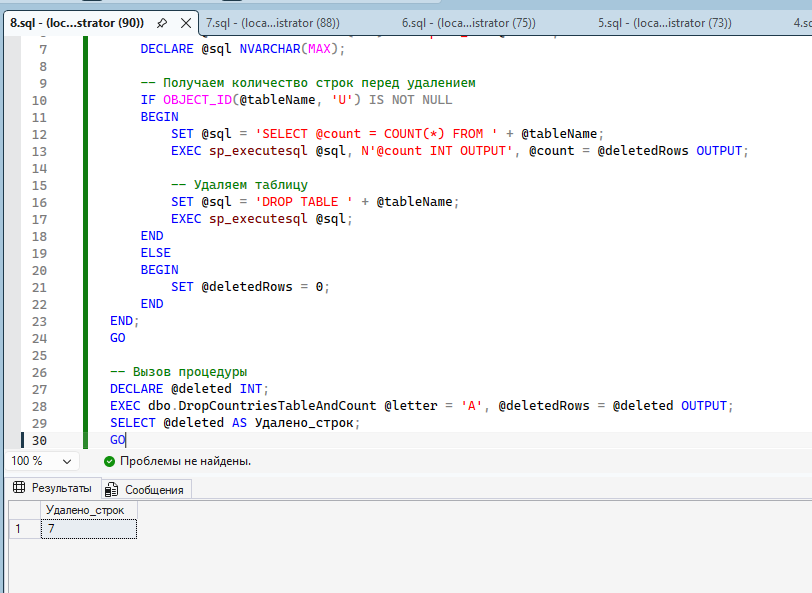 8.sql - (loc...strator (90))
7.sql - (loca...istrator (88))
6.sql - (loca...istrator (75))
5.sql - (loca...istrator (73))
4.sq
7 DECLARE @sql NVARCHAR(MAX);
8
9 -- Получаем количество строк перед удалением
10 IF OBJECT_ID(@tableName, 'U') IS NOT NULL
11 BEGIN
12 SET @sql = 'SELECT @count = COUNT(*) FROM ' + @tableName;
13 EXEC sp_executesql @sql, N'@count INT OUTPUT', @count = @deletedRows OUTPUT;
14
15 -- Удаляем таблицу
16 SET @sql = 'DROP TABLE ' + @tableName;
17 EXEC sp_executesql @sql;
18 END
19 ELSE
20 BEGIN
21 SET @deletedRows = 0;
22 END
23 END;
24 GO
25
26 -- Вызов процедуры
27 DECLARE @deleted INT;
28 EXEC dbo.DropCountriesTableAndCount @letter = 'A', @deletedRows = @deleted OUTPUT;
29 SELECT @deleted AS Удалено_строк;
30 GO
100 %
Проблемы не найдены.
Результаты
Сообщения
Удалено_строк
1 7